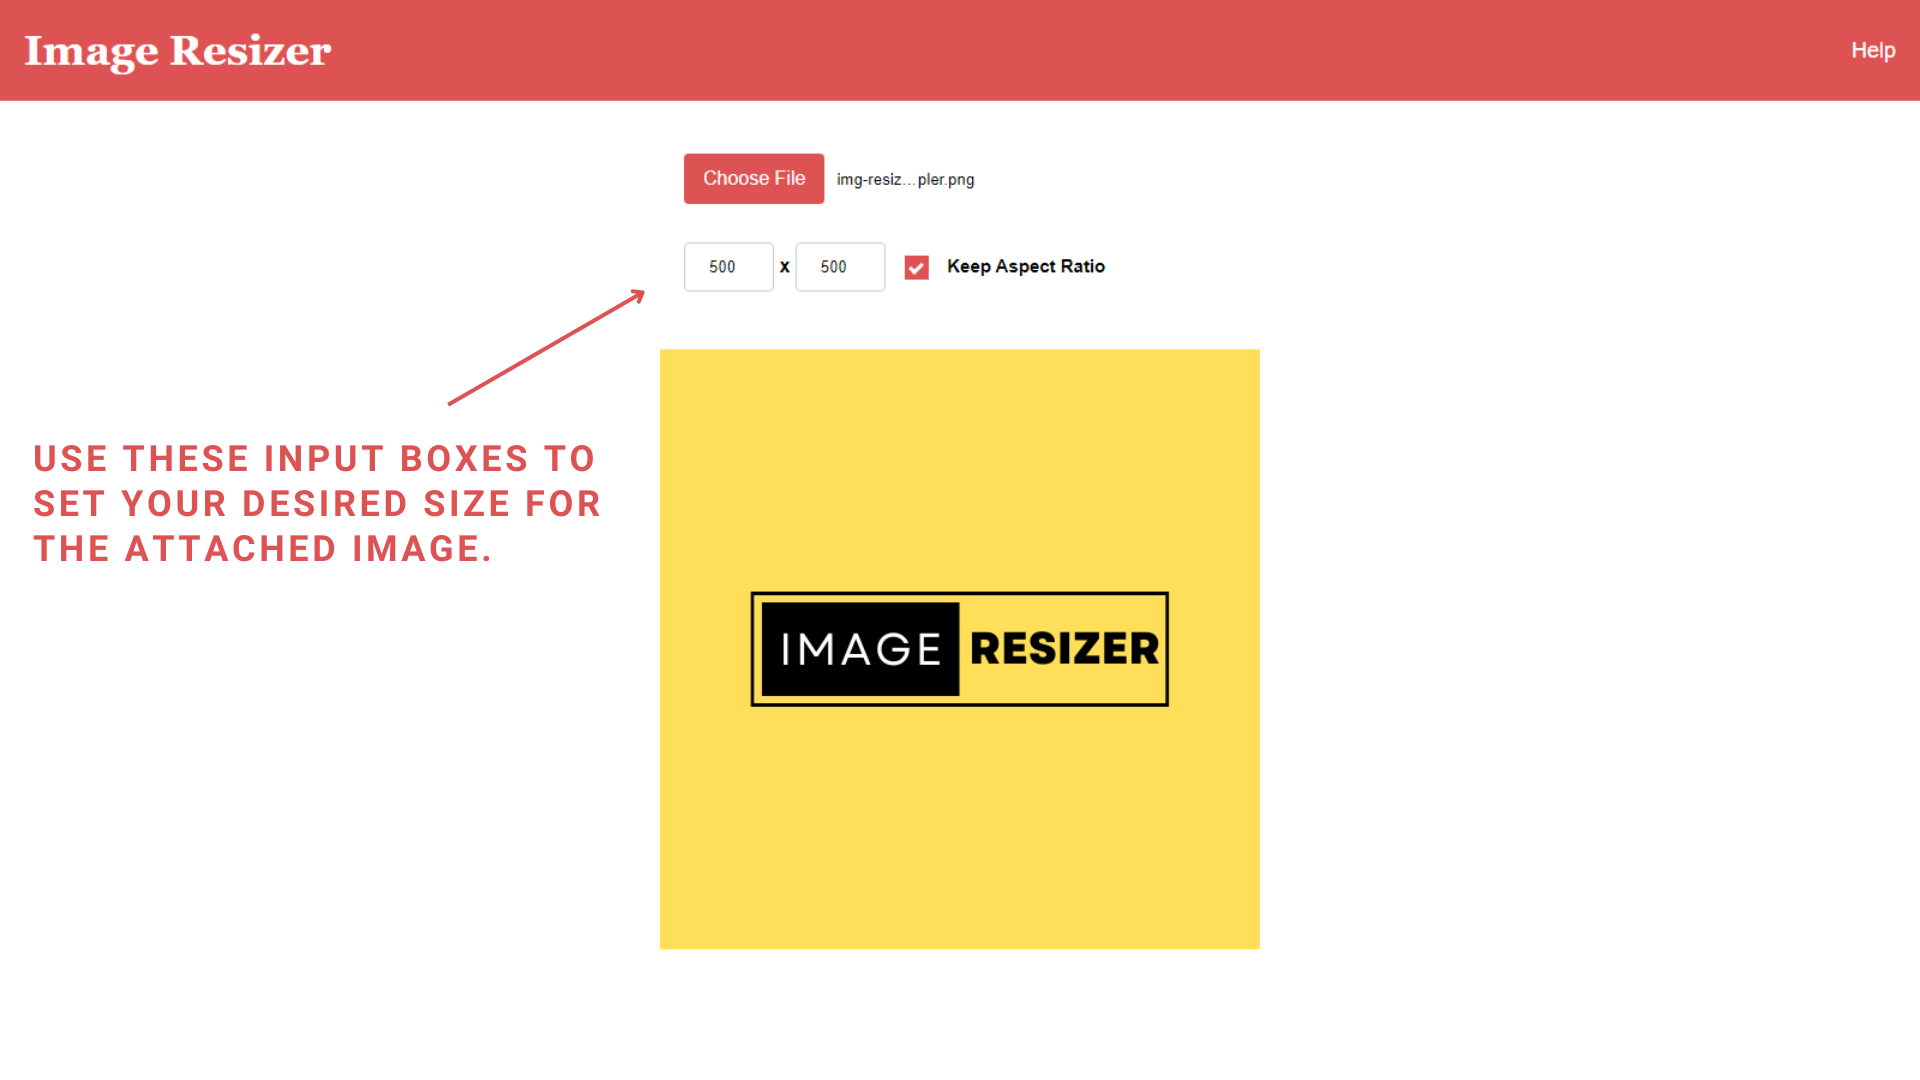 Image Resizer
Help
Choose File img-resiz...pler.png
500 x 500 Keep Aspect Ratio
USE THESE INPUT BOXES TO
SET YOUR DESIRED SIZE FOR
THE ATTACHED IMAGE.
IMAGE RESIZER